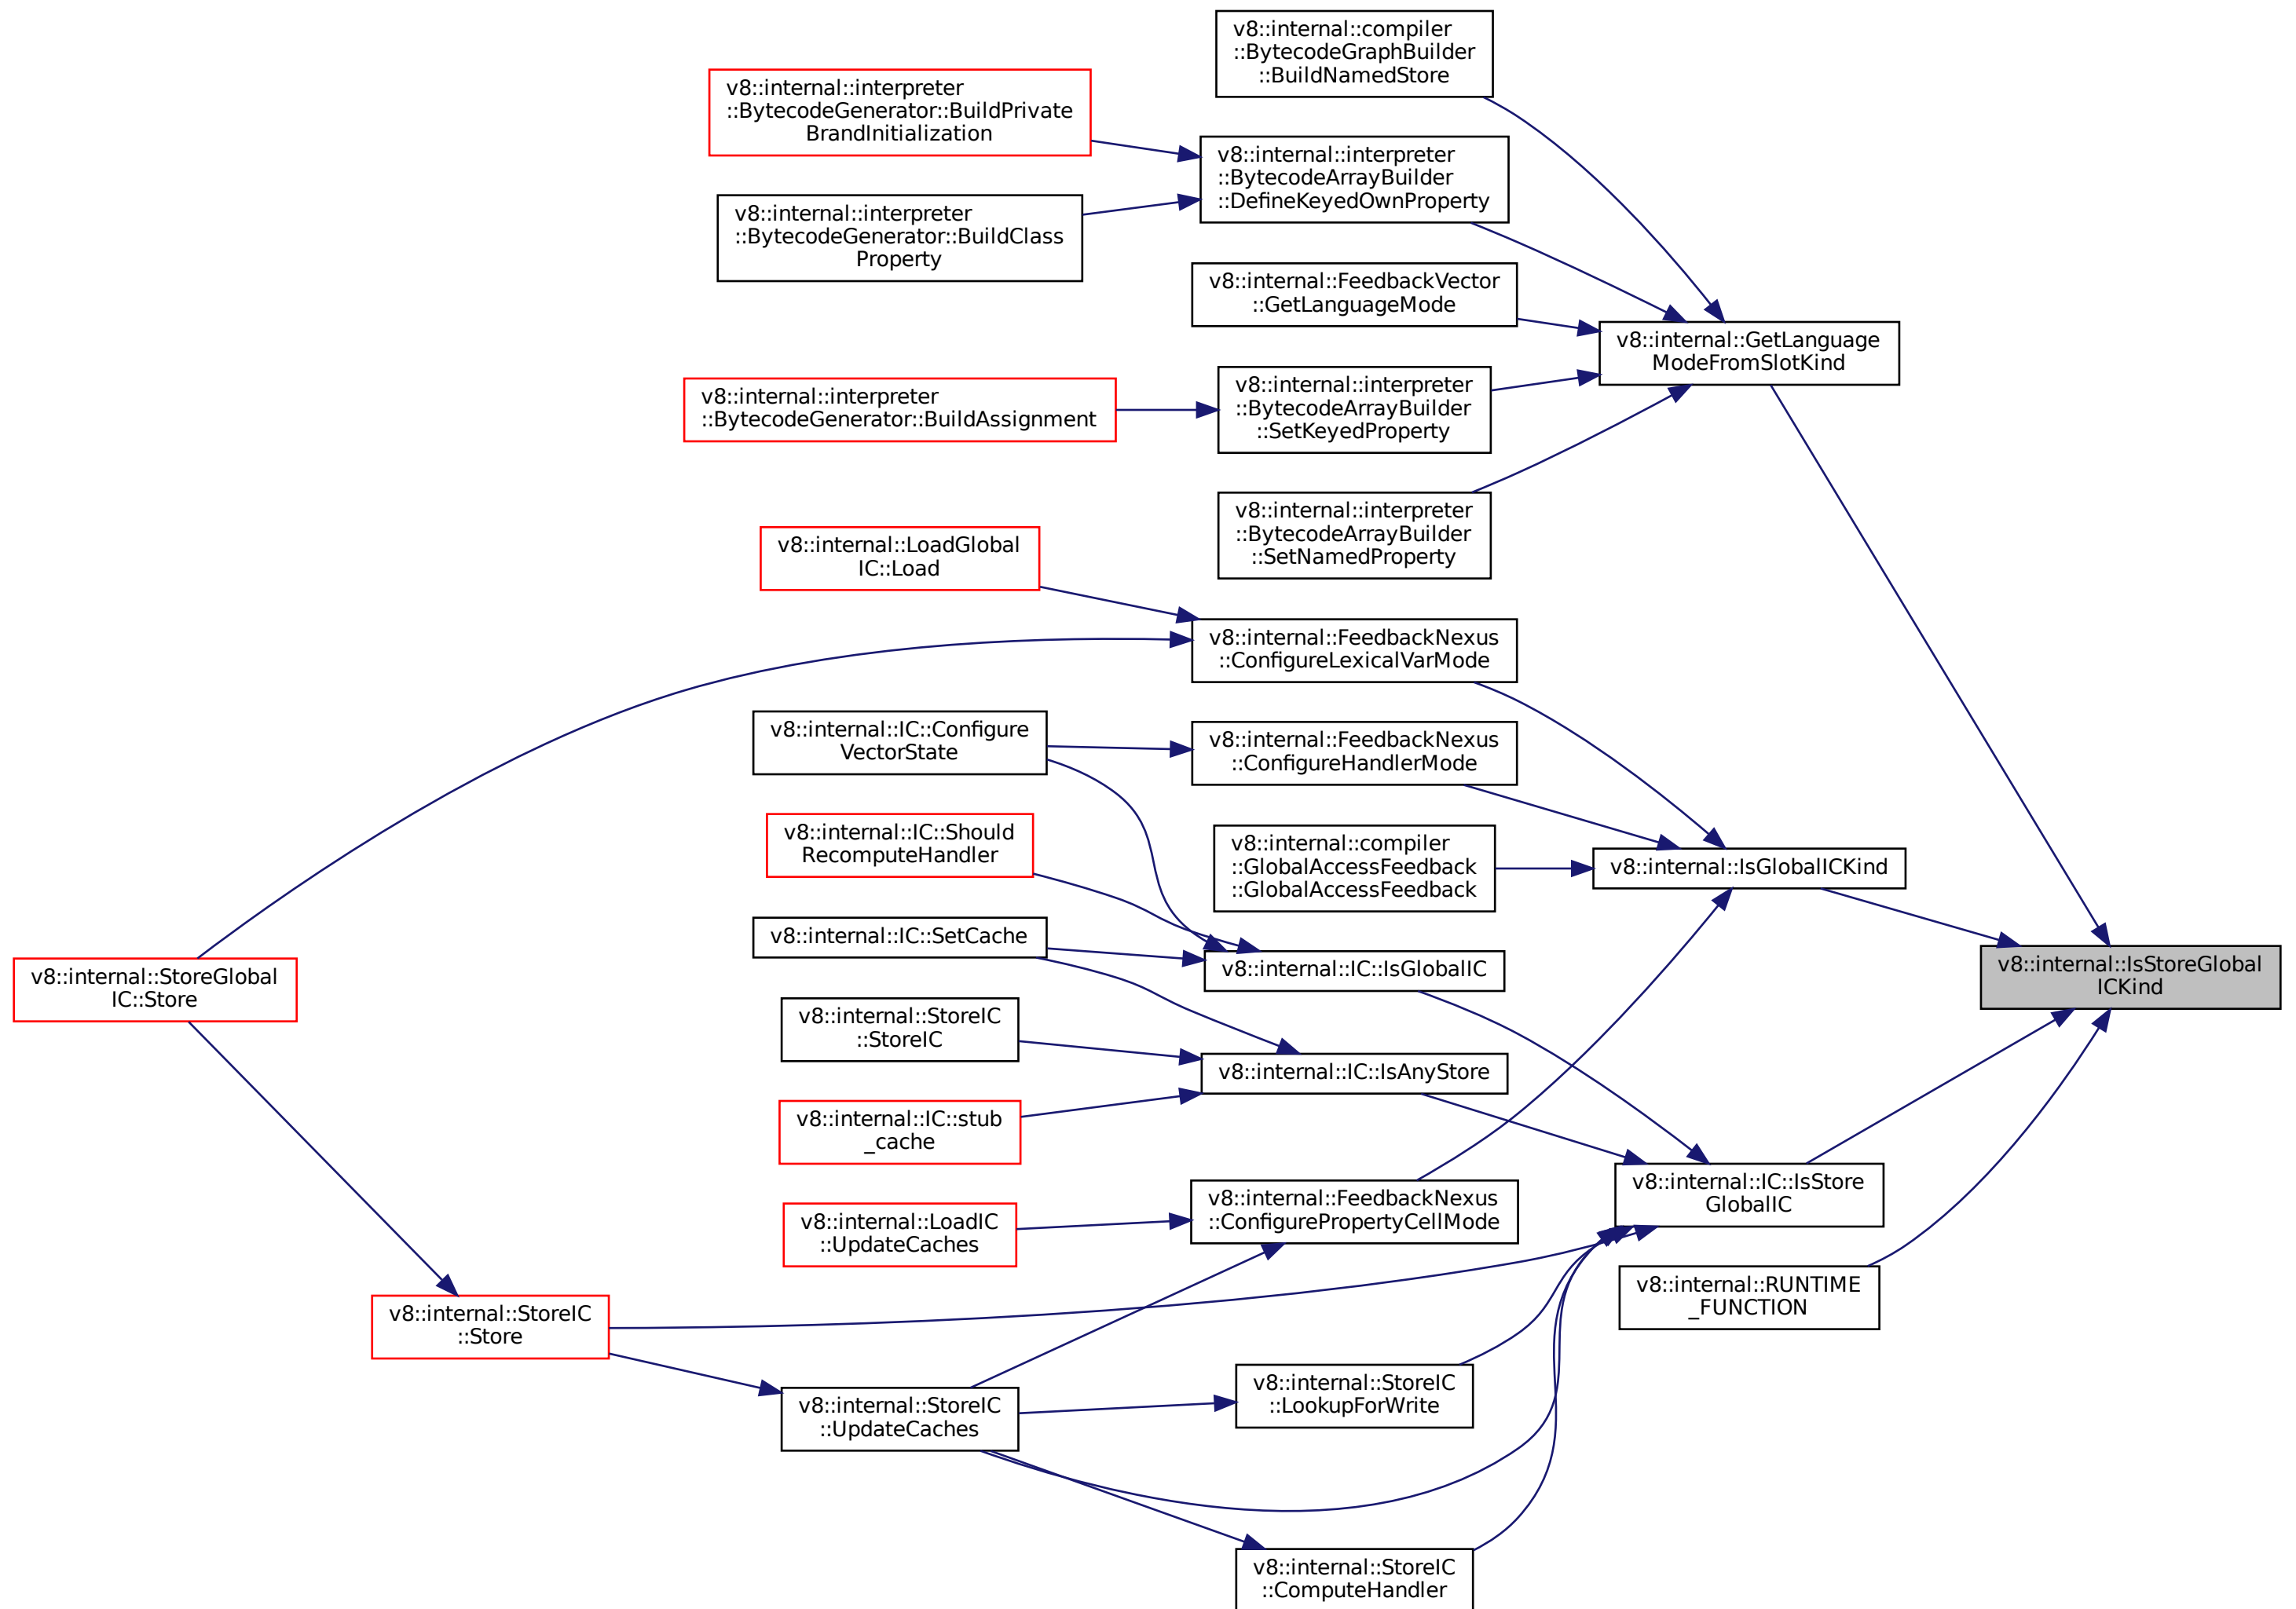 v8::internal::compiler
::BytecodeGraphBuilder
::BuildNamedStore
v8::internal::interpreter
::BytecodeGenerator::BuildPrivate
BrandInitialization
v8::internal::interpreter
::BytecodeArrayBuilder
::DefineKeyedOwnProperty
v8::internal::interpreter
::BytecodeGenerator::BuildClass
Property
v8::internal::FeedbackVector
::GetLanguageMode
v8::internal::GetLanguage
ModeFromSlotKind
v8::internal::interpreter
::BytecodeGenerator::BuildAssignment
v8::internal::interpreter
::BytecodeArrayBuilder
::SetKeyedProperty
v8::internal::interpreter
::BytecodeArrayBuilder
::SetNamedProperty
v8::internal::LoadGlobal
IC::Load
v8::internal::FeedbackNexus
::ConfigureLexicalVarMode
v8::internal::IC::Configure
VectorState
v8::internal::FeedbackNexus
::ConfigureHandlerMode
v8::internal::IC::Should
RecomputeHandler
v8::internal::compiler
::GlobalAccessFeedback
::GlobalAccessFeedback
v8::internal::IsGlobalICKind
v8::internal::IC::SetCache
v8::internal::IC::IsGlobalIC
v8::internal::IsStoreGlobal
ICKind
v8::internal::StoreGlobal
IC::Store
v8::internal::StoreIC
::StoreIC
v8::internal::IC::IsAnyStore
v8::internal::IC::stub
_cache
v8::internal::IC::IsStore
GlobalIC
v8::internal::FeedbackNexus
::ConfigurePropertyCellMode
v8::internal::LoadIC
::UpdateCaches
v8::internal::RUNTIME
_FUNCTION
v8::internal::StoreIC
::Store
v8::internal::StoreIC
::LookupForWrite
v8::internal::StoreIC
::UpdateCaches
v8::internal::StoreIC
::ComputeHandler